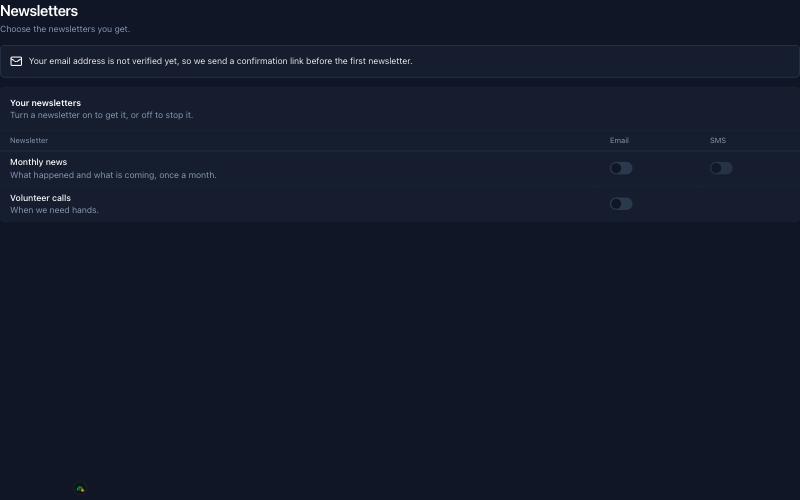 Newsletters
Choose the newsletters you get.
Your email address is not verified yet, so we send a confirmation link before the first newsletter.
Your newsletters
Turn a newsletter on to get it, or off to stop it.
Newsletter Email SMS
Monthly news
What happened and what is coming, once a month.
Volunteer calls
When we need hands.